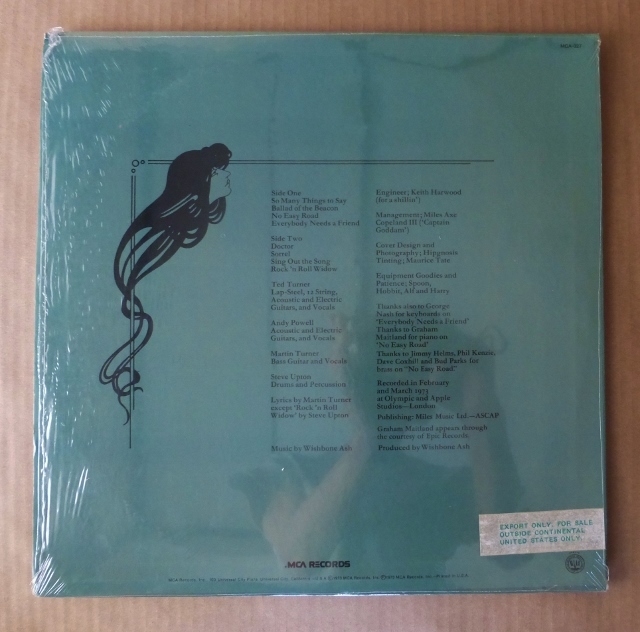 MCA-327
Side One
So Many Things to Say
Ballad of the Beacon
No Easy Road
Everybody Needs a Friend
Side Two
Doctor
Sorrel
Sing Out the Song
Rock 'n Roll Widow
Ted Turner
Lap-Steel, 12 String,
Acoustic and Electric
Guitars, and Vocals
Andy Powell
Acoustic and Electric
Guitars, and Vocals
Martin Turner
Bass Guitar and Vocals
Steve Upton
Drums and Percussion
Lyrics by Martin Turner
except 'Rock 'n Roll
Widow' by Steve Upton
Music by Wishbone Ash
Engineer; Keith Harwood
(for a shillin')
Management; Miles Axe
Copeland III ('Captain
Goddam')
Cover Design and
Photography; Hipgnosis
Tinting; Maurice Tate
Equipment Goodies and
Patience; Spoon,
Hobbit, Alf and Harry
Thanks also to George
Nash for keyboards on
"Everybody Needs a Friend"
Thanks to Graham
Maitland for piano on
"No Easy Road"
Thanks to Jimmy Helms, Phil Kenzie,
Dave Coxhill and Bud Parks for
brass on "No Easy Road"
Recorded in February
and March 1973
at Olympic and Apple
Studios—London
Publishing: Miles Music Ltd.—ASCAP
Graham Maitland appears through
the courtesy of Epic Records.
Produced by Wishbone Ash
EXPORT ONLY; FOR SALE
OUTSIDE CONTINENTAL
UNITED STATES ONLY.
MCA RECORDS
MCA Records, Inc.